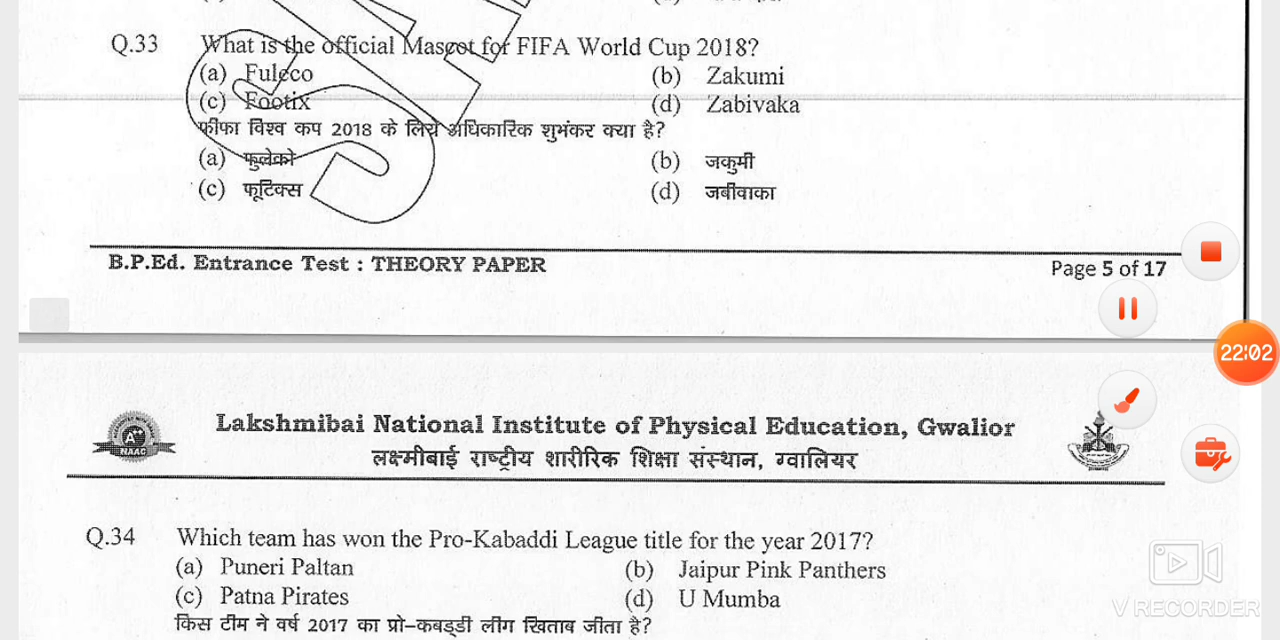 Q.33 What is the official Mascot for FIFA World Cup 2018?
(a) Fuleco (b) Zakumi
(c) Footix (d) Zabivaka
फीफा विश्व कप 2018 के लिये अधिकारिक शुभंकर क्या है?
(a) फुलेको (b) जकुमी
(c) फूटिक्स (d) जबीवाका
B.P.Ed. Entrance Test : THEORY PAPER Page 5 of 17
22:02
Lakshmibai National Institute of Physical Education, Gwalior
लक्ष्मीबाई राष्ट्रीय शारीरिक शिक्षा संस्थान, ग्वालियर
NAAC
Q.34 Which team has won the Pro-Kabaddi League title for the year 2017?
(a) Puneri Paltan (b) Jaipur Pink Panthers
(c) Patna Pirates (d) U Mumba
किस टीम ने वर्ष 2017 का प्रो–कबड्डी लीग खिताब जीता है?
V RECORDER